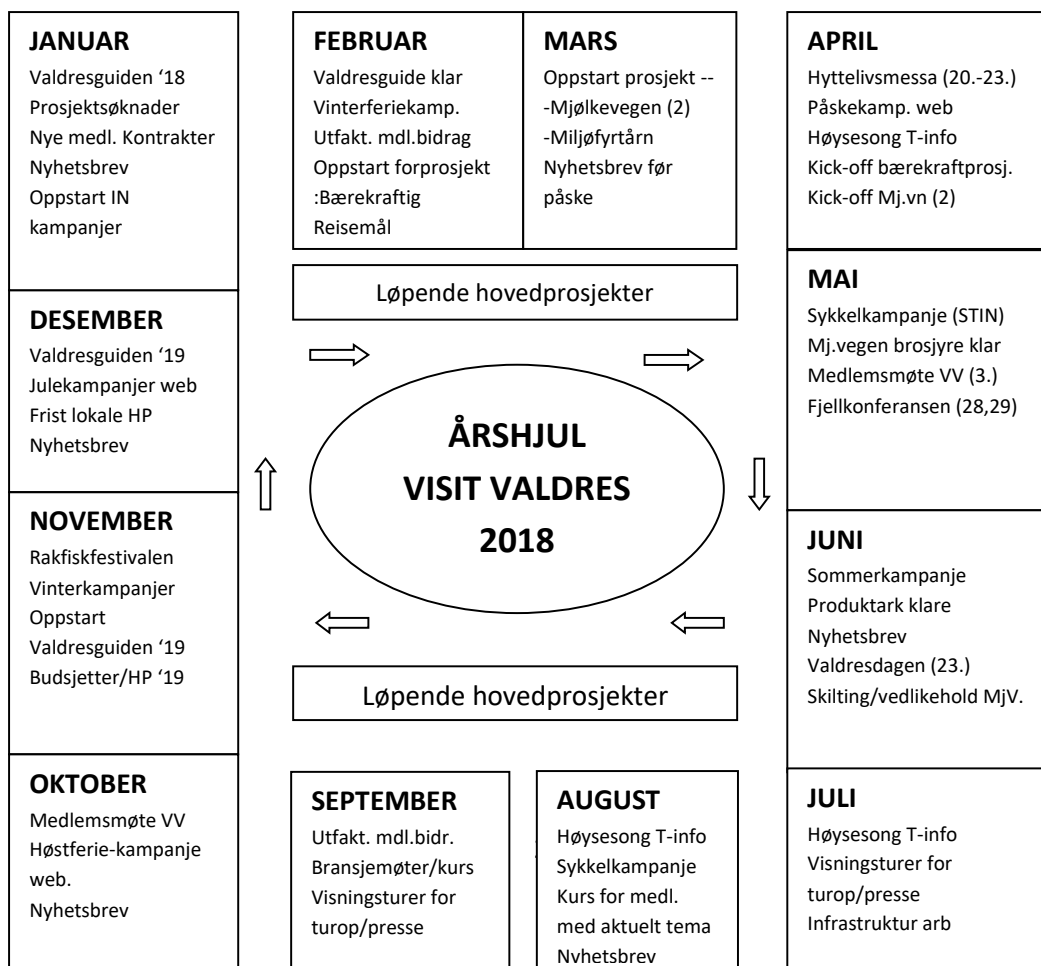 JANUAR
Valdresguiden ‘18
Prosjektsøknader
Nye medl. Kontrakter
Nyhetsbrev
Oppstart IN
kampanjer
FEBRUAR
Valdresguide klar
Vinterferiekamp.
Utfakt. mdl.bidrag
Oppstart forprosjekt
:Bærekraftig
Reisemål
MARS
Oppstart prosjekt --
-Mjølkevegen (2)
-Miljøfyrtårn
Nyhetsbrev før
påske
APRIL
Hyttelivsmessa (20.-23.)
Påskekamp. web
Høysesong T-info
Kick-off bærekraftprosj.
Kick-off Mj.vn (2)
Løpende hovedprosjekter
MAI
Sykkelkampanje (STIN)
Mj.vegen brosjyre klar
Medlemsmøte VV (3.)
Fjellkonferansen (28,29)
DESEMBER
Valdresguiden ‘19
Julekampanjer web
Frist lokale HP
Nyhetsbrev
ÅRSHJUL
VISIT VALDRES
2018
NOVEMBER
Rakfiskfestivalen
Vinterkampanjer
Oppstart
Valdresguiden ‘19
Budsjetter/HP ‘19
JUNI
Sommerkampanje
Produktark klare
Nyhetsbrev
Valdresdagen (23.)
Skilting/vedlikehold MjV.
Løpende hovedprosjekter
OKTOBER
Medlemsmøte VV
Høstferie-kampanje
web.
Nyhetsbrev
SEPTEMBER
Utfakt. mdl.bidr.
Bransjemøter/kurs
Visningsturer for
turop/presse
AUGUST
Høysesong T-info
Sykkelkampanje
Kurs for medl.
med aktuelt tema
Nyhetsbrev
JULI
Høysesong T-info
Visningsturer for
turop/presse
Infrastruktur arb